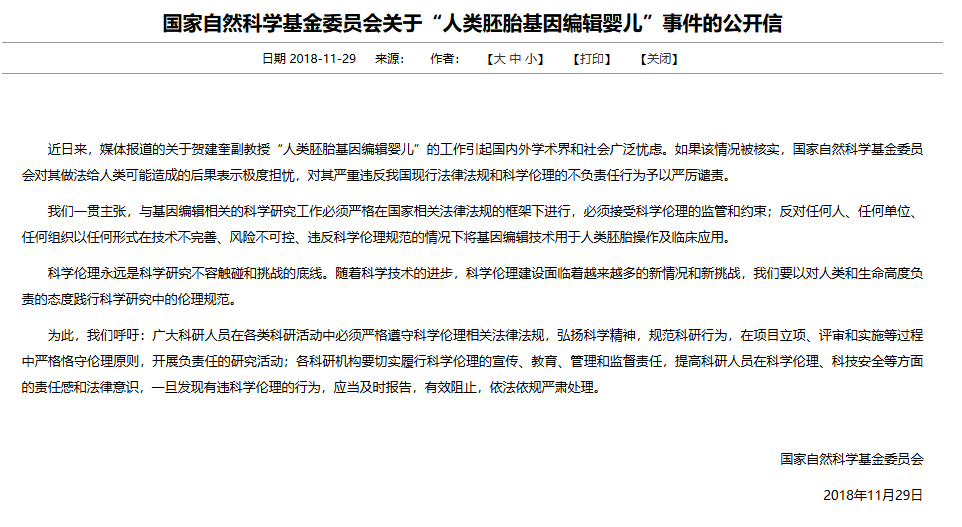 国家自然科学基金委员会关于“人类胚胎基因编辑婴儿”事件的公开信
日期 2018-11-29 来源： 作者： 【大 中 小】 【打印】 【关闭】
近日来，媒体报道的关于贺建奎副教授“人类胚胎基因编辑婴儿”的工作引起国内外学术界和社会广泛忧虑。如果该情况被核实，国家自然科学基金委员
会对其做法给人类可能造成的后果表示极度担忧，对其严重违反我国现行法律法规和科学伦理的不负责任行为予以严厉谴责。
我们一贯主张，与基因编辑相关的科学研究工作必须严格在国家相关法律法规的框架下进行，必须接受科学伦理的监管和约束；反对任何人、任何单位、
任何组织以任何形式在技术不完善、风险不可控、违反科学伦理规范的情况下将基因编辑技术用于人类胚胎操作及临床应用。
科学伦理永远是科学研究不容触碰和挑战的底线。随着科学技术的进步，科学伦理建设面临着越来越多的新情况和新挑战，我们要以对人类和生命高度负
责的态度践行科学研究中的伦理规范。
为此，我们呼吁：广大科研人员在各类科研活动中必须严格遵守科学伦理相关法律法规，弘扬科学精神，规范科研行为，在项目立项、评审和实施等过程
中严格恪守伦理原则，开展负责任的研究活动；各科研机构要切实履行科学伦理的宣传、教育、管理和监督责任，提高科研人员在科学伦理、科技安全等方面
的责任感和法律意识，一旦发现有违科学伦理的行为，应当及时报告，有效阻止，依法依规严肃处理。
国家自然科学基金委员会
2018年11月29日